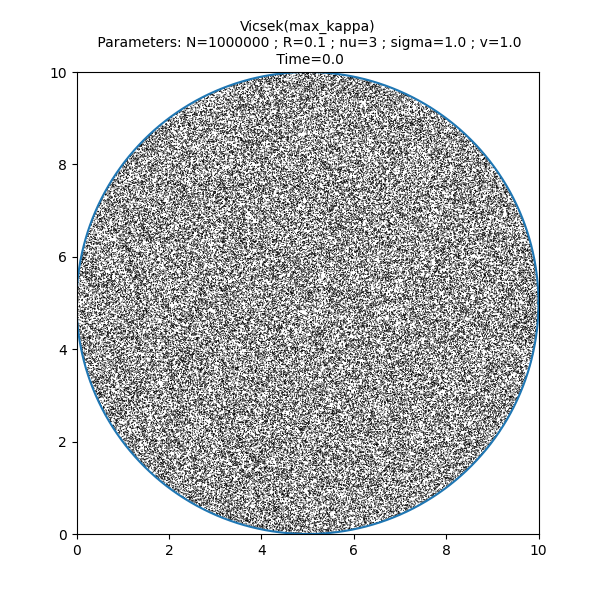 Vicsek(max_kappa)
Parameters: N=1000000 ; R=0.1 ; nu=3 ; sigma=1.0 ; v=1.0
Time=0.0
10
8
6
4
2
0
0 2 4 6 8 10